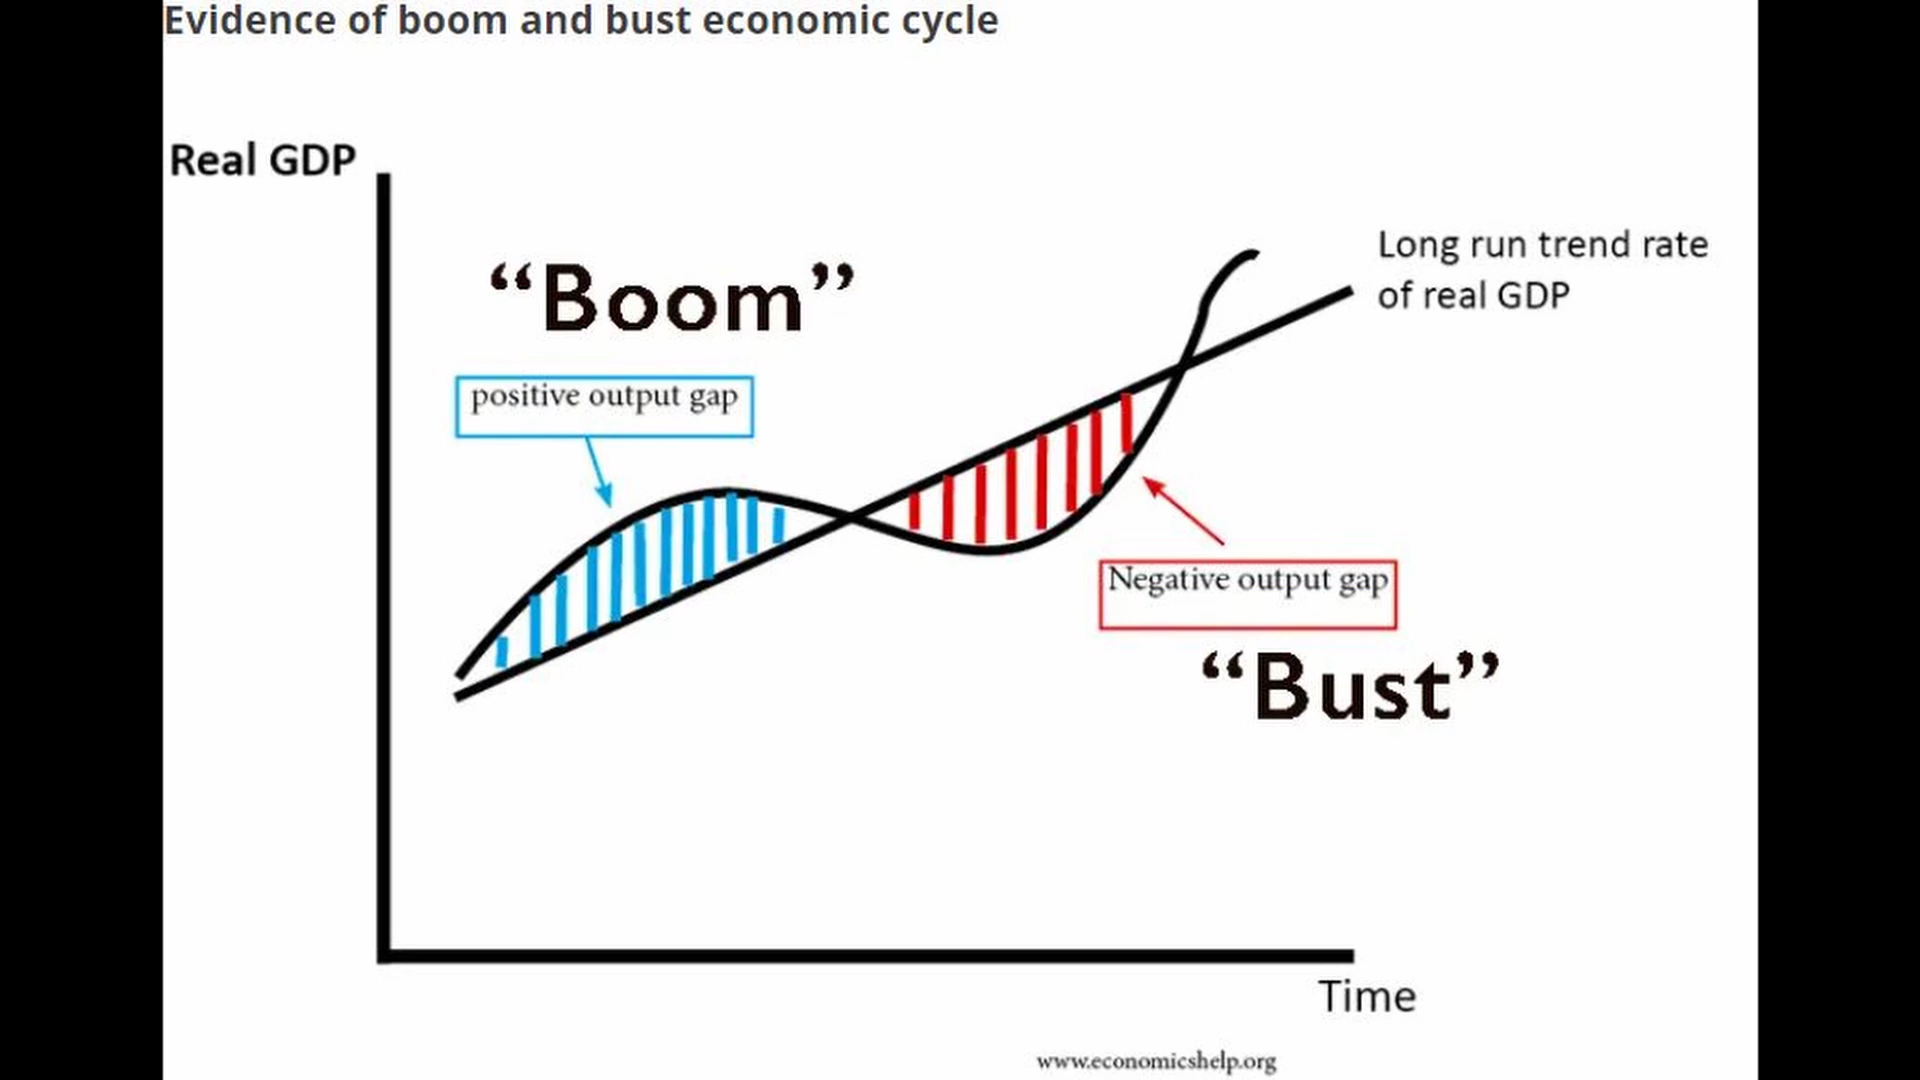 Evidence of boom and bust economic cycle
Real GDP
Long run trend rate
of real GDP
“Boom”
positive output gap
Negative output gap
“Bust”
Time
www.economicshelp.org